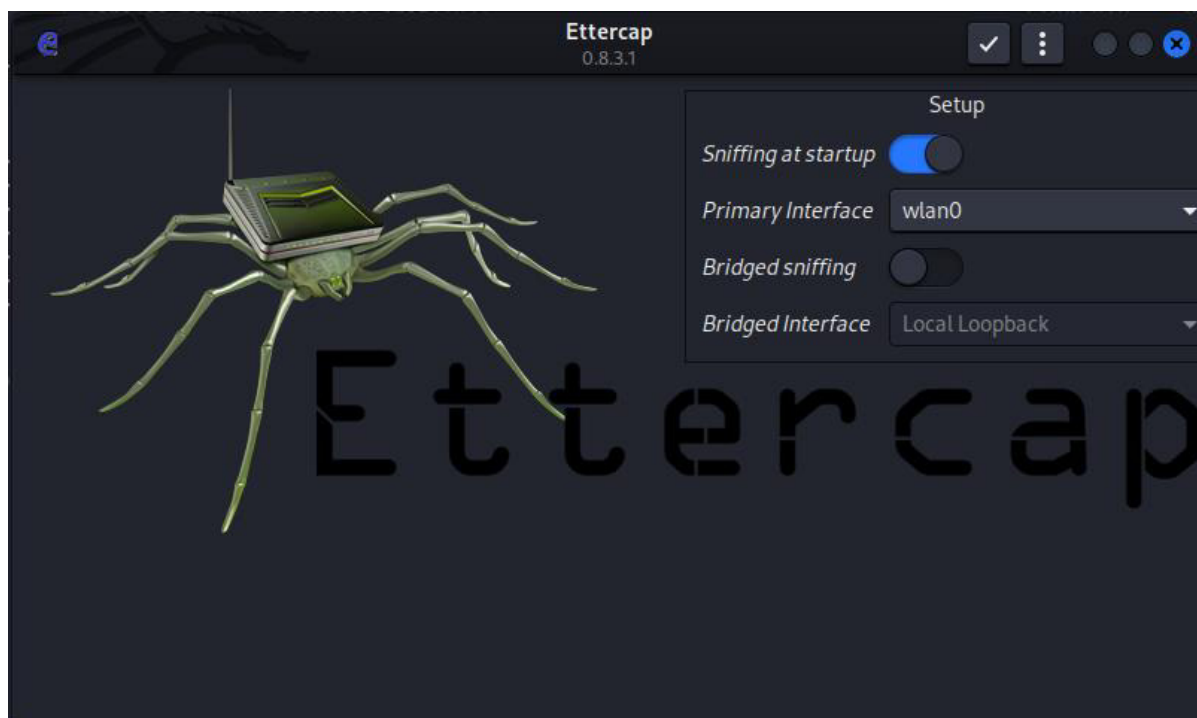 Ettercap
0.8.3.1
Setup
Sniffing at startup
Primary Interface wlan0
Bridged sniffing
Bridged Interface Local Loopback
Ettercap